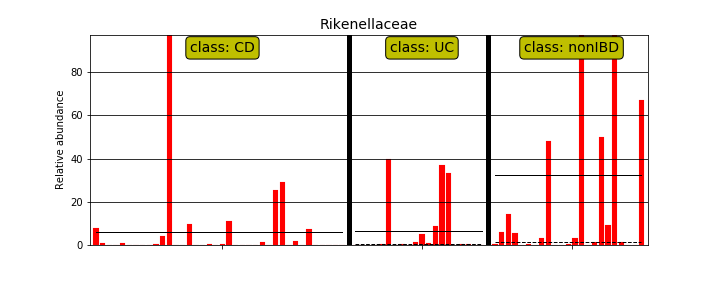 Rikenellaceae
class: CD
class: UC
class: nonIBD
Relative abundance
80
60
40
20
0